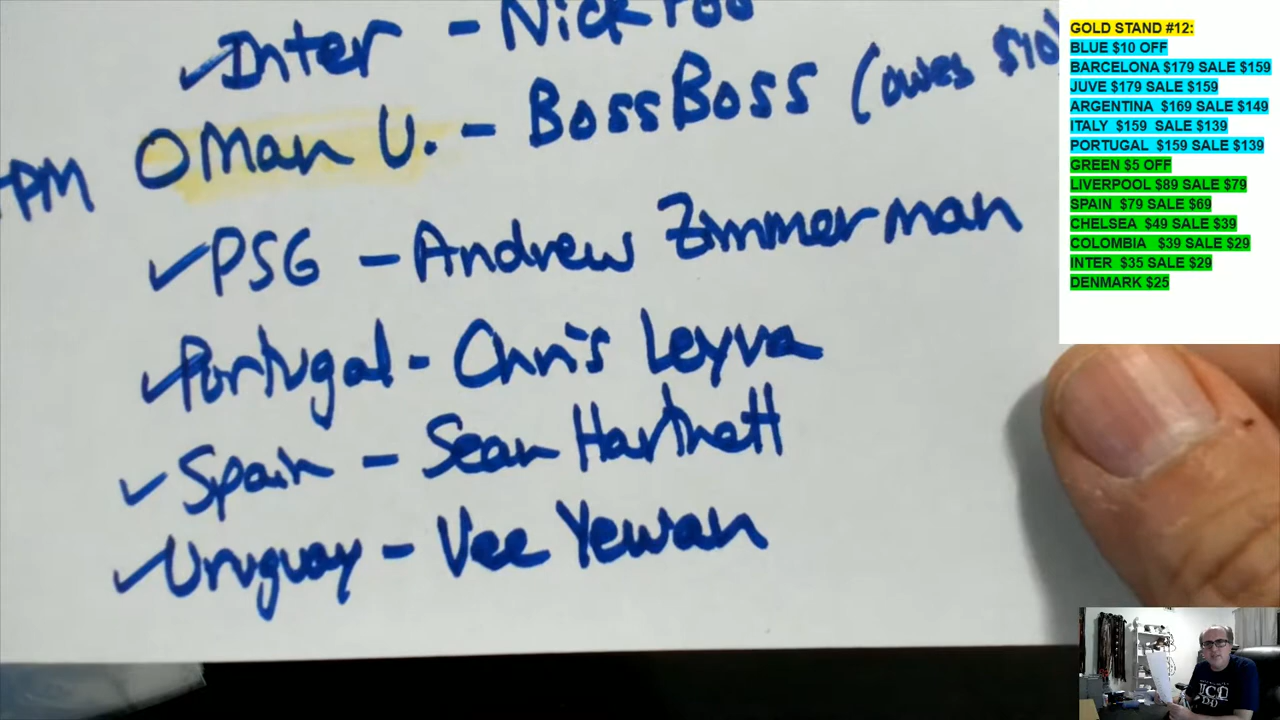 ✓Inter - Nick
O Man U. - BossBoss (owes $10)
PM
✓PSG - Andrew Zimmerman
✓Portugal - Chris Leyva
✓Spain - Sean Hartnett
✓Uruguay - Vee Yewan
GOLD STAND #12:
BLUE $10 OFF
BARCELONA $179 SALE $159
JUVE $179 SALE $159
ARGENTINA $169 SALE $149
ITALY $159 SALE $139
PORTUGAL $159 SALE $139
GREEN $5 OFF
LIVERPOOL $89 SALE $79
SPAIN $79 SALE $69
CHELSEA $49 SALE $39
COLOMBIA $39 SALE $29
INTER $35 SALE $29
DENMARK $25